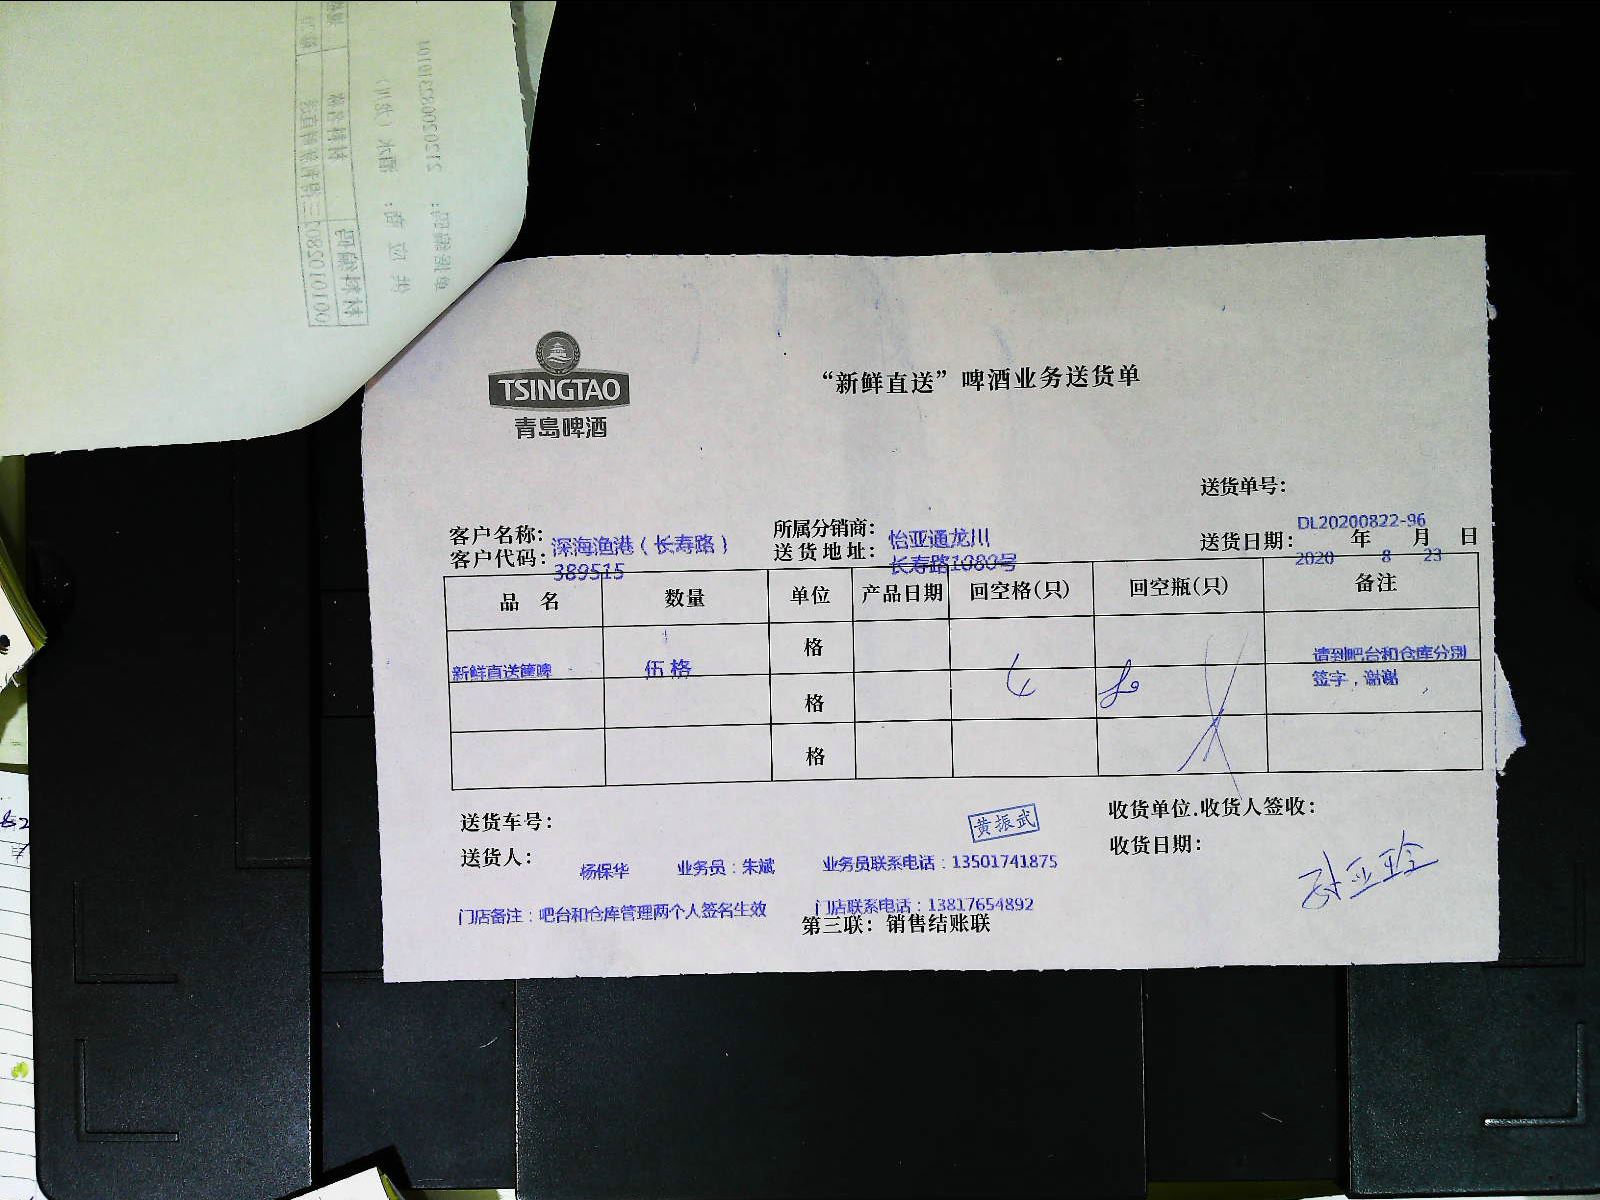 TSINGTAO
青岛啤酒
“新鲜直送”啤酒业务送货单
送货单号：
DL20200822-96
客户名称：深海渔港（长寿路） 所属分销商：怡亚通龙川 送货日期： 年 月 日
2020 8 23
客户代码：389515 送货地址：长寿路1080号
品 名 数量 单位 产品日期 回空格(只) 回空瓶(只) 备注
新鲜直送 伍格 格 请到吧台和仓库分别
格 签字，谢谢
格
送货车号： 黄振武 收货单位.收货人签收：
送货人： 杨保华 业务员：朱斌 业务员联系电话：13501741875 收货日期：
门店备注：吧台和仓库管理两个人签名生效 门店联系电话：13817654892
第三联：销售结账联